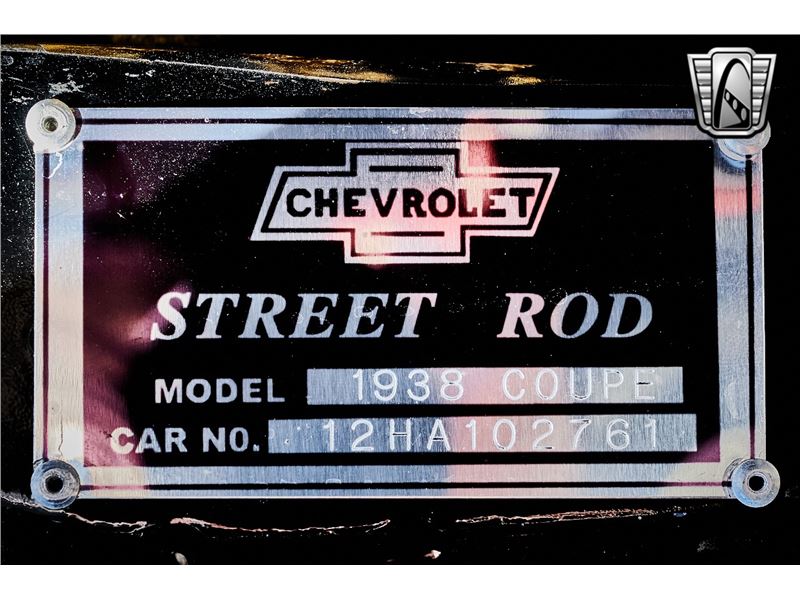 CHEVROLET
STREET ROD
MODEL 1938 COUPE
CAR NO. 12HA102761